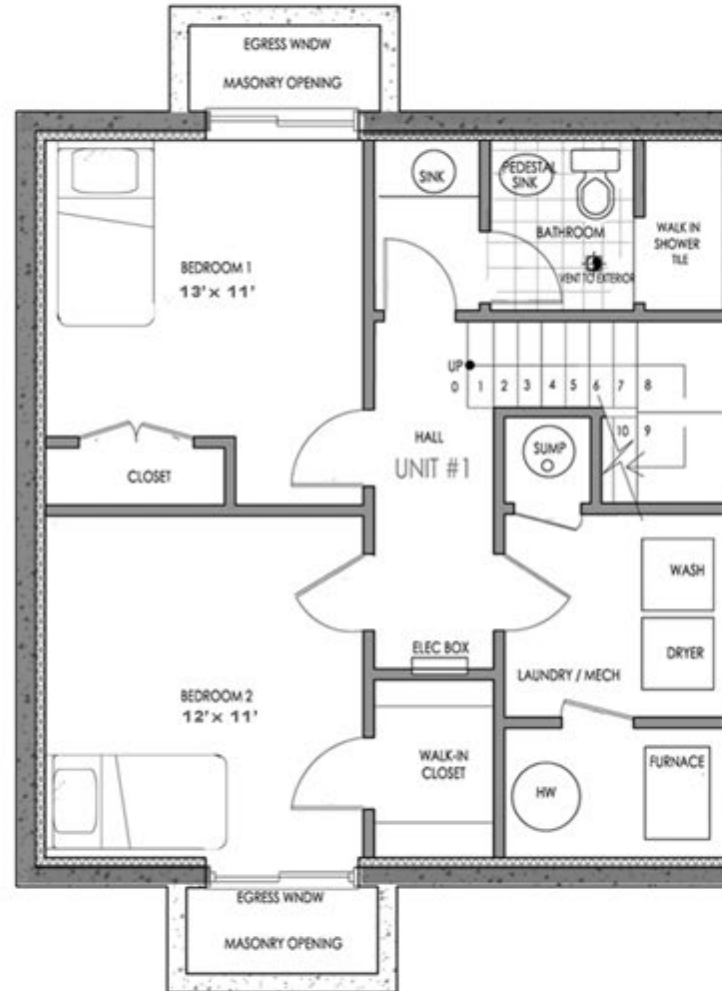 EGRESS WNDW
MASONRY OPENING
SINK
PEDESTAL
SINK
BATHROOM
VENT TO EXTERIOR
WALK IN
SHOWER
TILE
BEDROOM 1
13'x 11'
UP
0 1 2 3 4 5 6 7 8
10 9
HALL
UNIT #1
SUMP
CLOSET
WASH
DRYER
ELEC BOX
LAUNDRY / MECH
BEDROOM 2
12'x 11'
WALK-IN
CLOSET
HW
FURNACE
EGRESS WNDW
MASONRY OPENING